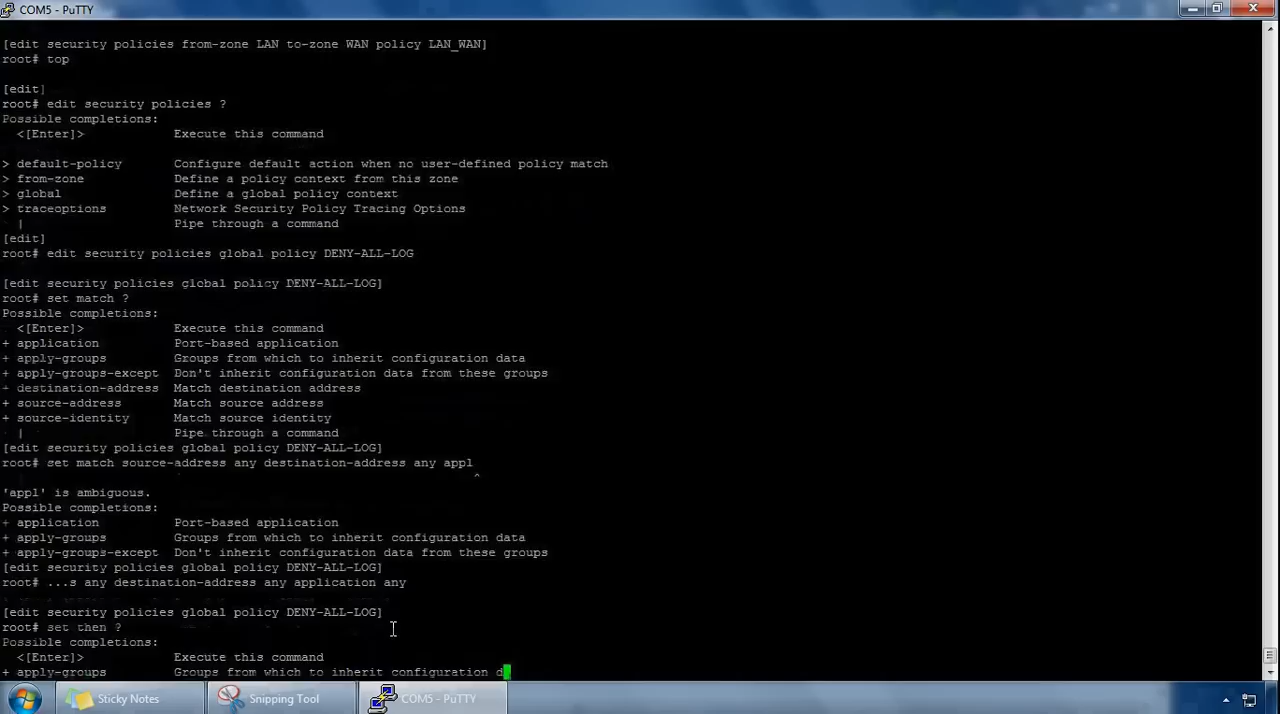 COM5 - PuTTY
[edit security policies from-zone LAN to-zone WAN policy LAN_WAN]
root# top
[edit]
root# edit security policies ?
Possible completions:
<[Enter]> Execute this command
> default-policy Configure default action when no user-defined policy match
> from-zone Define a policy context from this zone
> global Define a global policy context
> traceoptions Network Security Policy Tracing Options
| Pipe through a command
[edit]
root# edit security policies global policy DENY-ALL-LOG
[edit security policies global policy DENY-ALL-LOG]
root# set match ?
Possible completions:
<[Enter]> Execute this command
+ application Port-based application
+ apply-groups Groups from which to inherit configuration data
+ apply-groups-except Don't inherit configuration data from these groups
+ destination-address Match destination address
+ source-address Match source address
+ source-identity Match source identity
| Pipe through a command
[edit security policies global policy DENY-ALL-LOG]
root# set match source-address any destination-address any appl
^
'appl' is ambiguous.
Possible completions:
+ application Port-based application
+ apply-groups Groups from which to inherit configuration data
+ apply-groups-except Don't inherit configuration data from these groups
[edit security policies global policy DENY-ALL-LOG]
root# ...s any destination-address any application any
[edit security policies global policy DENY-ALL-LOG]
root# set then ?
Possible completions:
<[Enter]> Execute this command
+ apply-groups Groups from which to inherit configuration d
Sticky Notes
Snipping Tool
COM5 - PuTTY